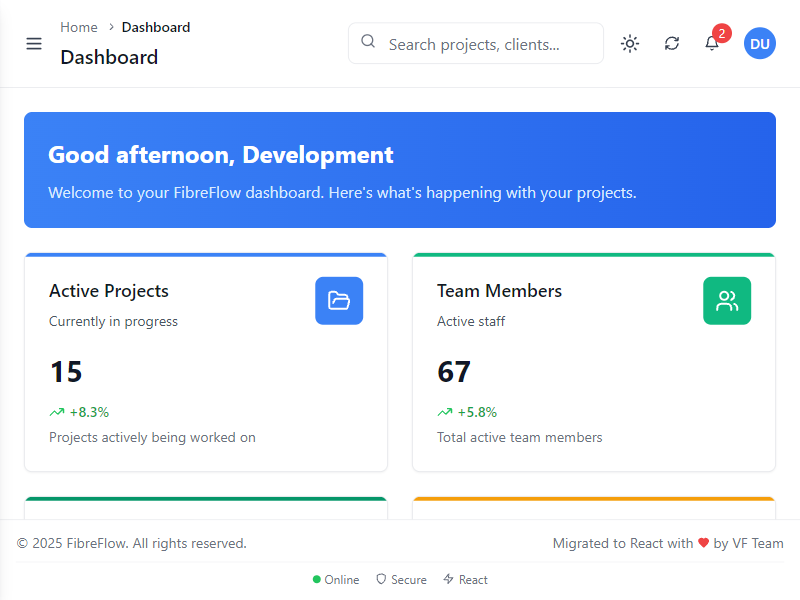 Home > Dashboard
Dashboard
Search projects, clients...
2
DU
Good afternoon, Development
Welcome to your FibreFlow dashboard. Here's what's happening with your projects.
Active Projects
Currently in progress
15
+8.3%
Projects actively being worked on
Team Members
Active staff
67
+5.8%
Total active team members
© 2025 FibreFlow. All rights reserved.
Migrated to React with ❤ by VF Team
Online
Secure
React